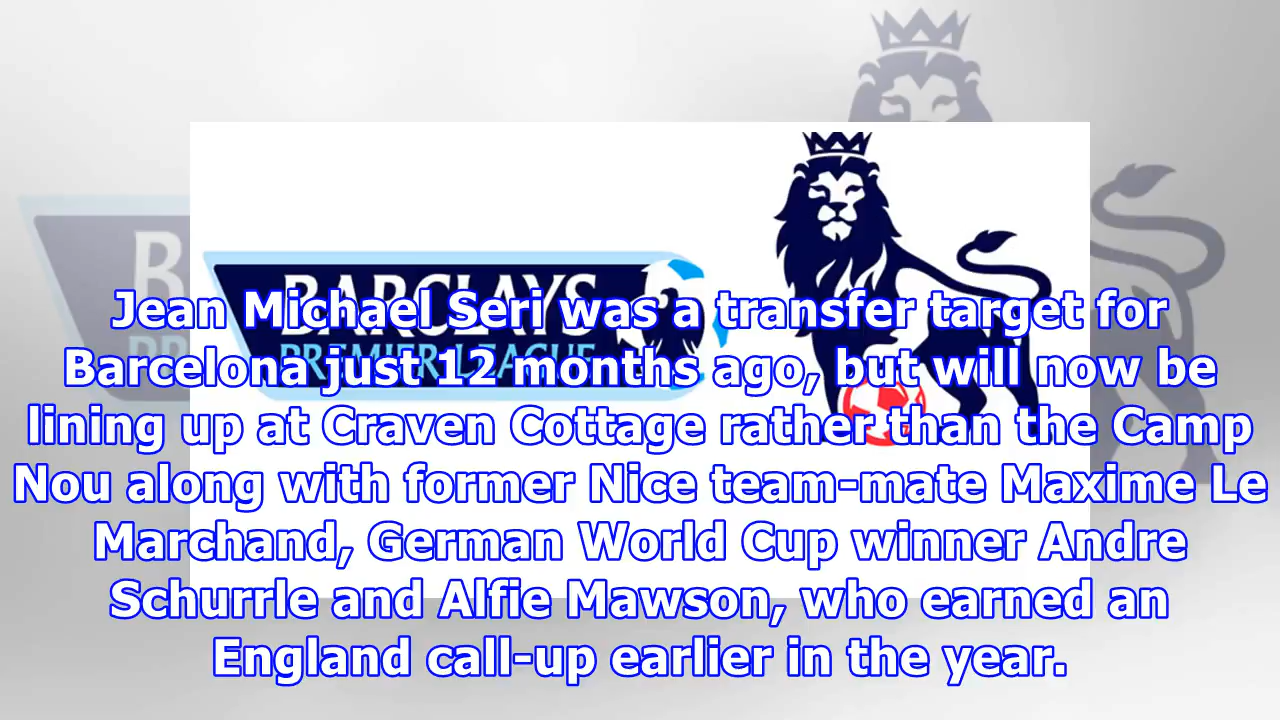 BARCLAYS
PREMIER LEAGUE
Jean Michael Seri was a transfer target for
Barcelona just 12 months ago, but will now be
lining up at Craven Cottage rather than the Camp
Nou along with former Nice team-mate Maxime Le
Marchand, German World Cup winner Andre
Schurrle and Alfie Mawson, who earned an
England call-up earlier in the year.